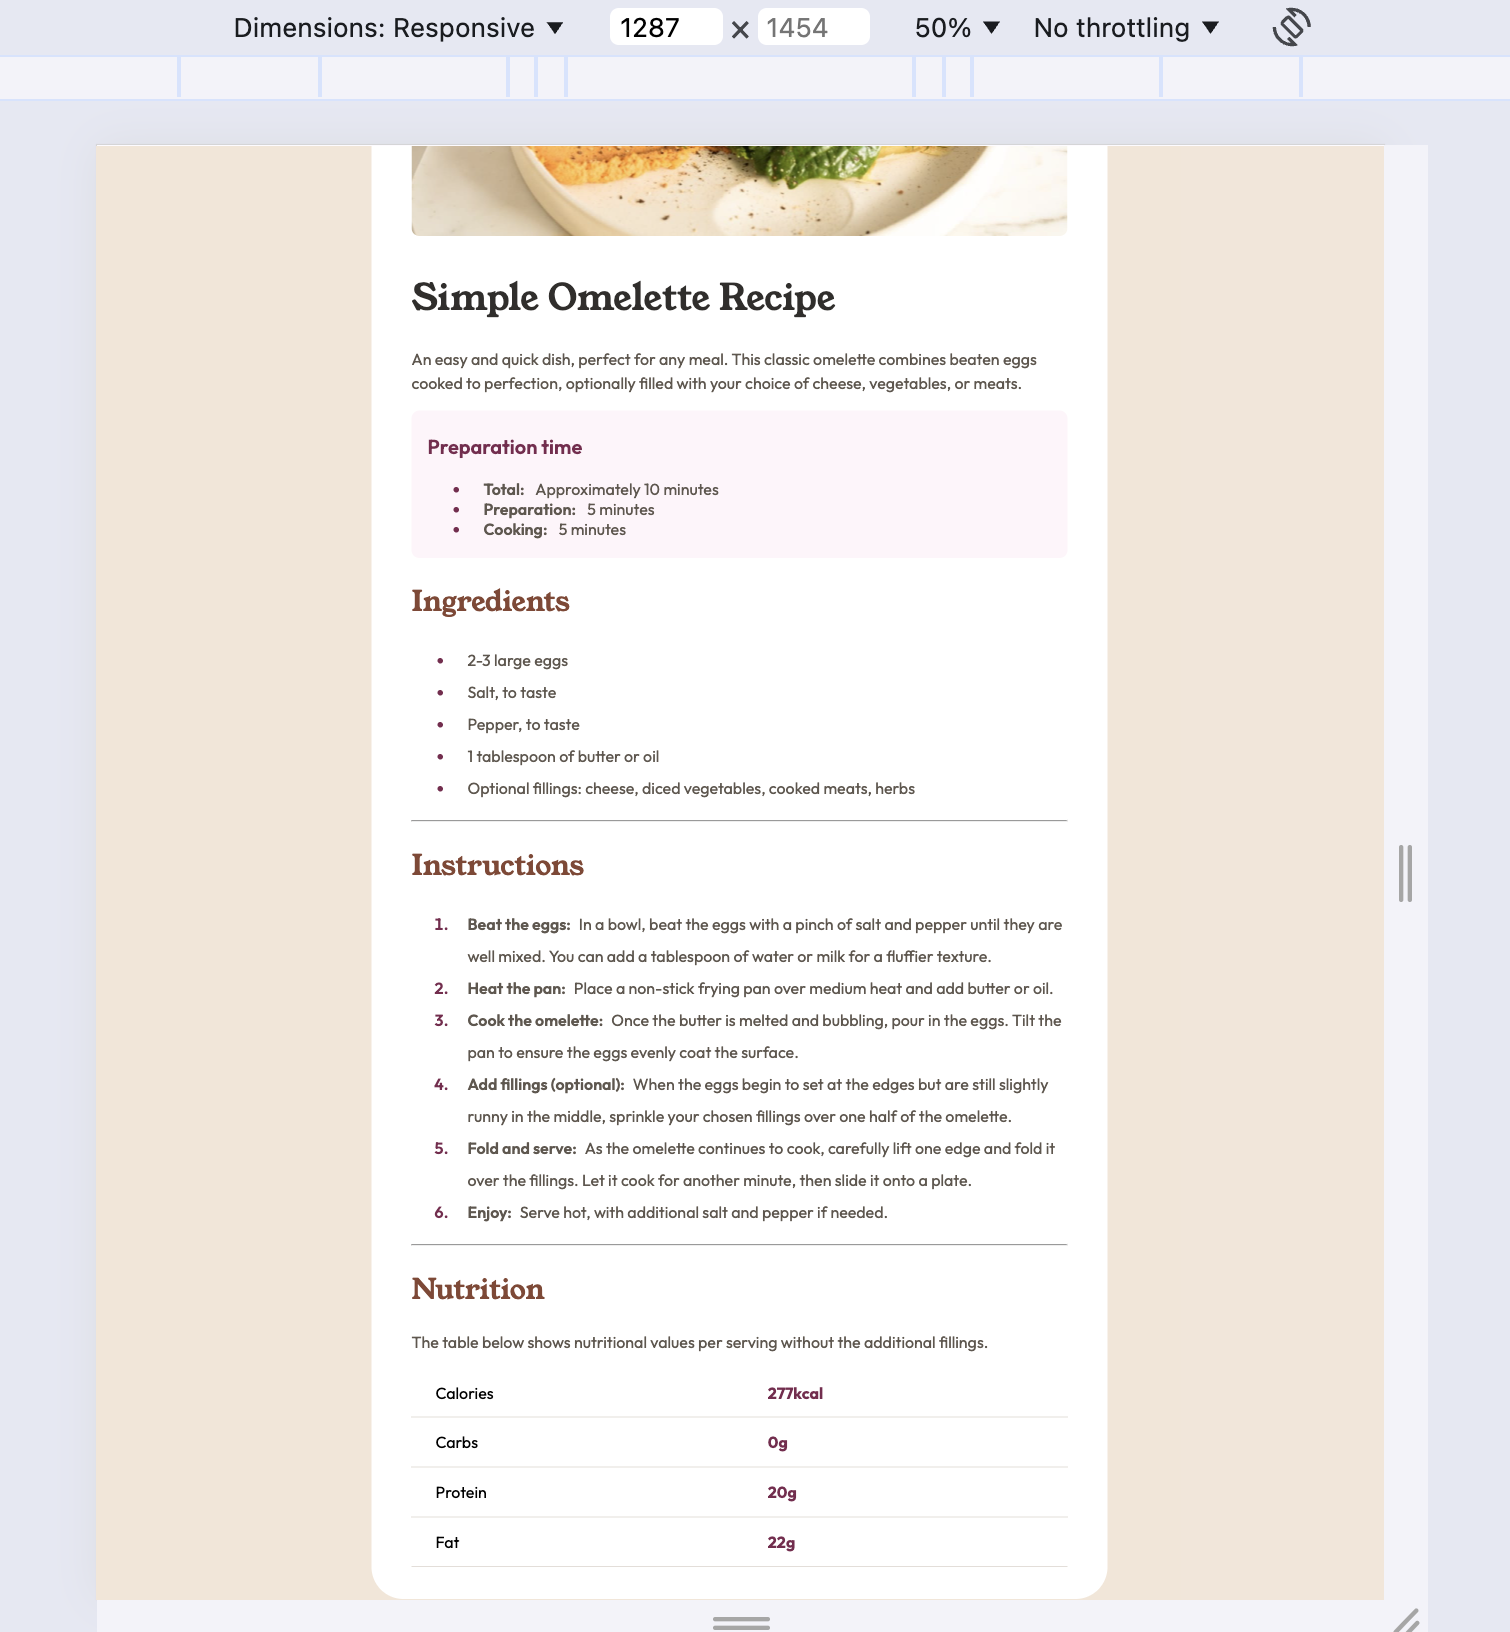 Dimensions: Responsive ▼ 1287 × 1454 50% ▼ No throttling ▼
Simple Omelette Recipe
An easy and quick dish, perfect for any meal. This classic omelette combines beaten eggs
cooked to perfection, optionally filled with your choice of cheese, vegetables, or meats.
Preparation time
• Total: Approximately 10 minutes
• Preparation: 5 minutes
• Cooking: 5 minutes
Ingredients
• 2-3 large eggs
• Salt, to taste
• Pepper, to taste
• 1 tablespoon of butter or oil
• Optional fillings: cheese, diced vegetables, cooked meats, herbs
Instructions
1. Beat the eggs: In a bowl, beat the eggs with a pinch of salt and pepper until they are
well mixed. You can add a tablespoon of water or milk for a fluffier texture.
2. Heat the pan: Place a non-stick frying pan over medium heat and add butter or oil.
3. Cook the omelette: Once the butter is melted and bubbling, pour in the eggs. Tilt the
pan to ensure the eggs evenly coat the surface.
4. Add fillings (optional): When the eggs begin to set at the edges but are still slightly
runny in the middle, sprinkle your chosen fillings over one half of the omelette.
5. Fold and serve: As the omelette continues to cook, carefully lift one edge and fold it
over the fillings. Let it cook for another minute, then slide it onto a plate.
6. Enjoy: Serve hot, with additional salt and pepper if needed.
Nutrition
The table below shows nutritional values per serving without the additional fillings.
Calories 277kcal
Carbs 0g
Protein 20g
Fat 22g